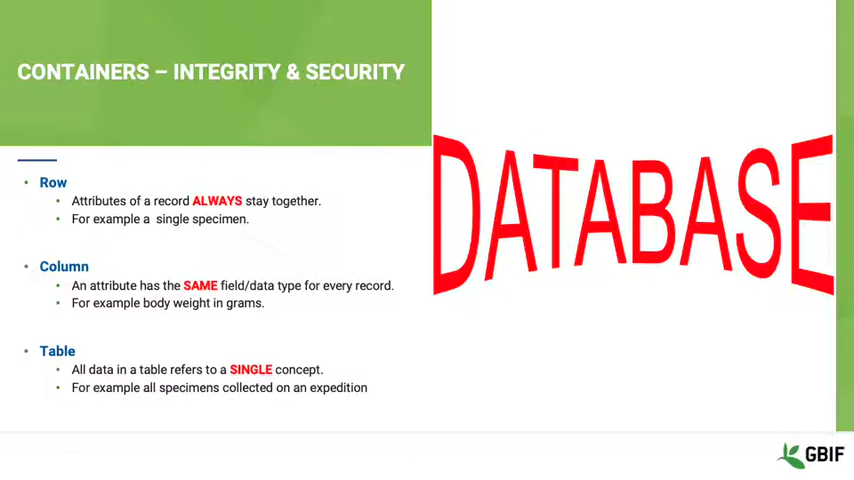 CONTAINERS – INTEGRITY & SECURITY
Row
Attributes of a record ALWAYS stay together.
For example a single specimen.
Column
An attribute has the SAME field/data type for every record.
For example body weight in grams.
Table
All data in a table refers to a SINGLE concept.
For example all specimens collected on an expedition
DATABASE
GBIF